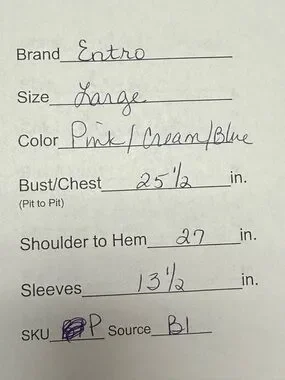 Brand Entro
Size Large
Color Pink/Cream/Blue
Bust/Chest 25 1/2 in.
(Pit to Pit)
Shoulder to Hem 27 in.
Sleeves 13 1/2 in.
SKU P Source B1